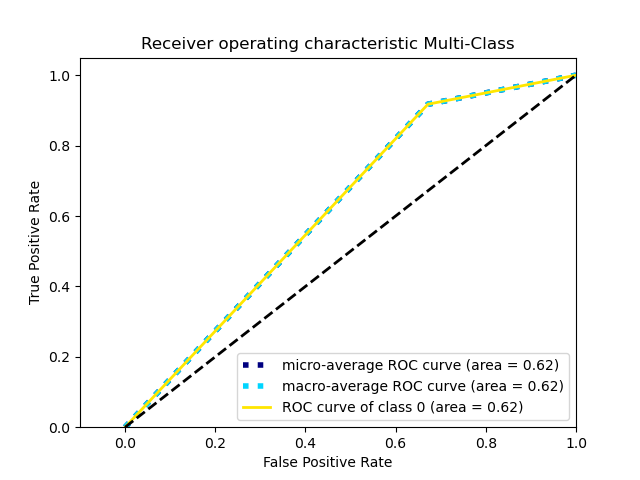 Receiver operating characteristic Multi-Class
True Positive Rate
1.0
0.8
0.6
0.4
0.2
0.0
micro-average ROC curve (area = 0.62)
macro-average ROC curve (area = 0.62)
ROC curve of class 0 (area = 0.62)
0.0 0.2 0.4 0.6 0.8 1.0
False Positive Rate